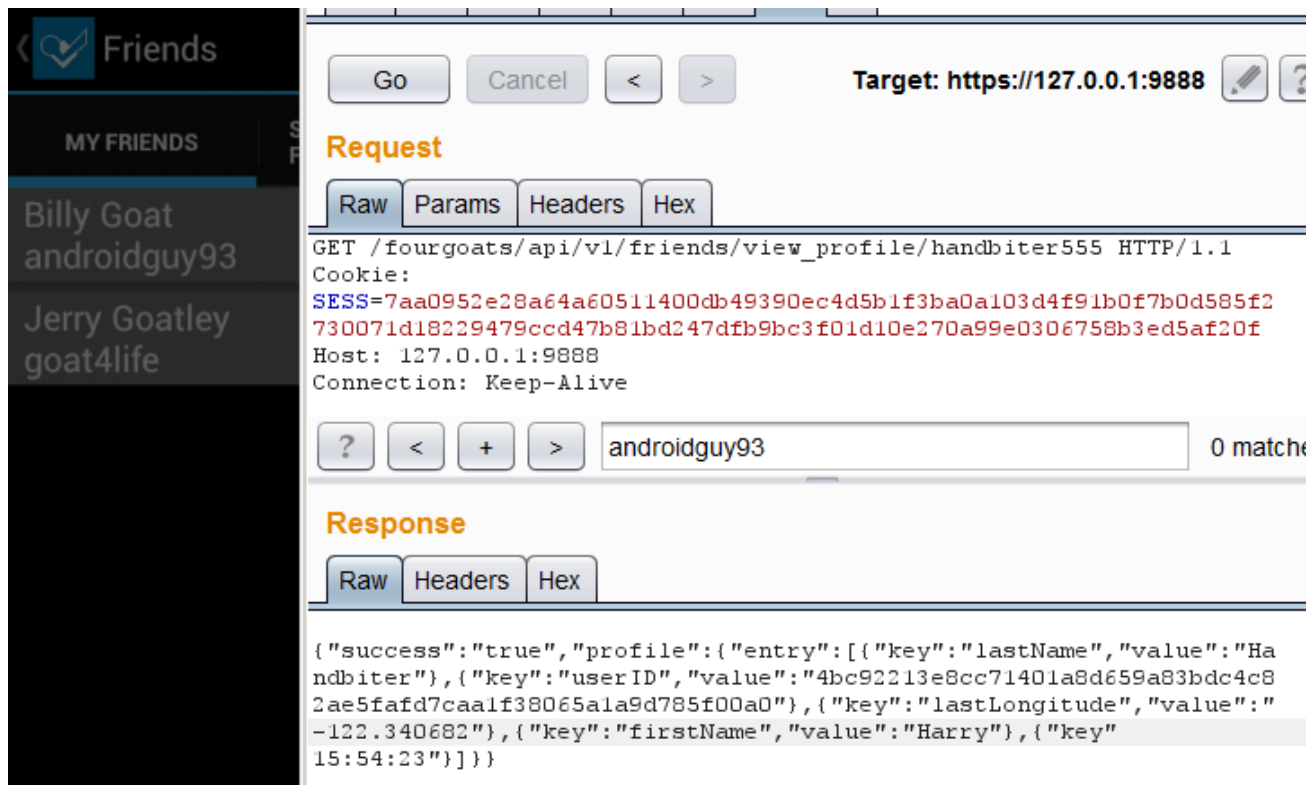 Friends
MY FRIENDS
S
F
Billy Goat
androidguy93
Jerry Goatley
goat4life
Go
Cancel
<
>
Target: https://127.0.0.1:9888
?
Request
Raw
Params
Headers
Hex
GET /fourgoats/api/v1/friends/view_profile/handbiter555 HTTP/1.1
Cookie:
SESS=7aa0952e28a64a60511400db49390ec4d5b1f3ba0a103d4f91b0f7b0d585f2
730071d18229479ccd47b81bd247dfb9bc3f01d10e270a99e0306758b3ed5af20f
Host: 127.0.0.1:9888
Connection: Keep-Alive
?
<
+
>
androidguy93
0 matche
Response
Raw
Headers
Hex
{"success":"true","profile":{"entry":[{"key":"lastName","value":"Ha
ndbiter"},{"key":"userID","value":"4bc92213e8cc71401a8d659a83bdc4c8
2ae5fafd7caa1f38065a1a9d785f00a0"},{"key":"lastLongitude","value":"
-122.340682"},{"key":"firstName","value":"Harry"},{"key"
15:54:23"}]}}